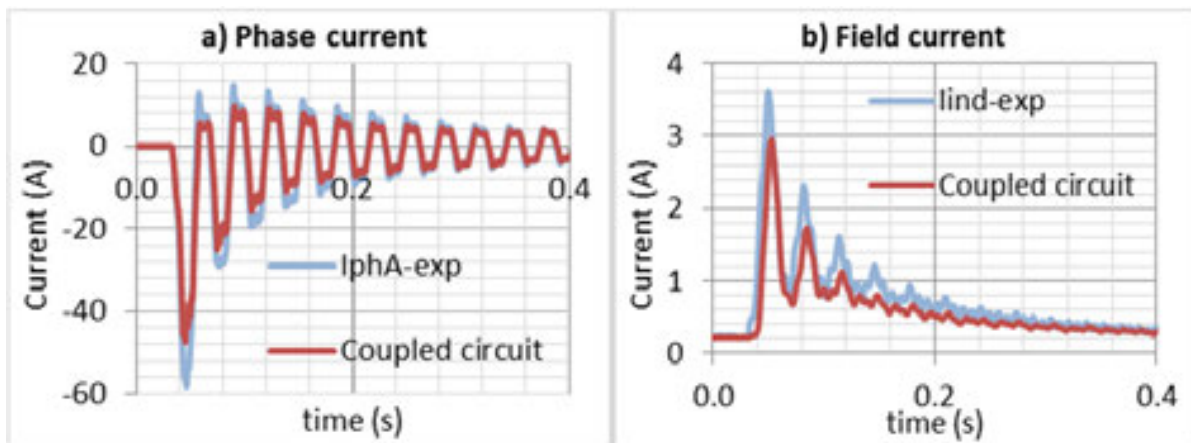 a) Phase current
20
0
-20
-40
-60
0.0
0.2
0.4
Current (A)
time (s)
IphA-exp
Coupled circuit
b) Field current
4
3
2
1
0
0.0
0.2
0.4
Current (A)
time (s)
Iind-exp
Coupled circuit